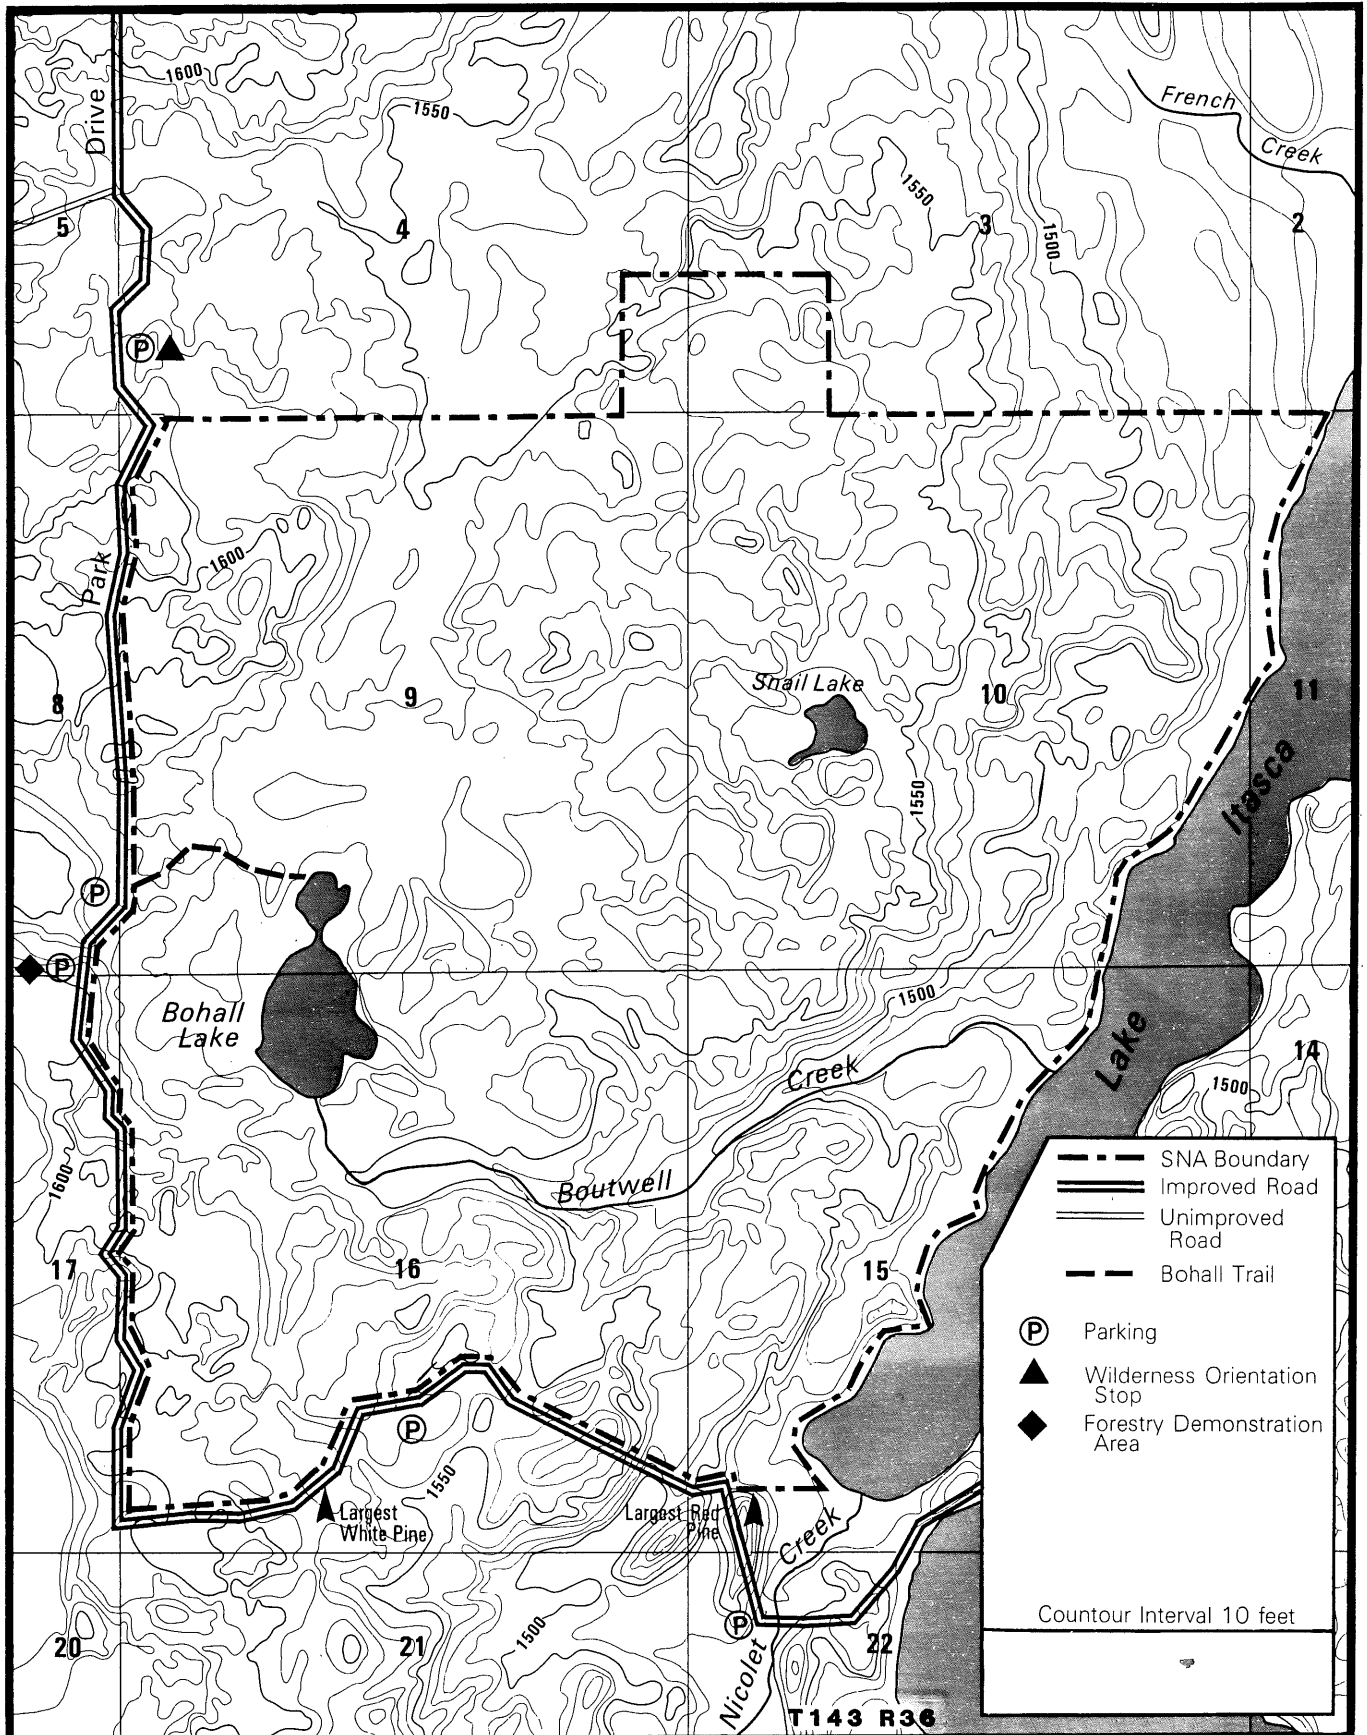 1600
Drive
1550
French
Creek
5
4
1550
3
1500
2
P
Park
1600
8
9
Snail Lake
10
11
1550
Itasca
P
P
Bohall
Lake
1500
Creek
Lake
14
1500
1600
Boutwell
17
16
15
SNA Boundary
Improved Road
Unimproved
Road
Bohall Trail
P Parking
Wilderness Orientation
Stop
Forestry Demonstration
Area
P
1550
Largest
White Pine
Largest Red
Pine
Creek
Countour Interval 10 feet
P
20
21
1500
22
Nicolet
T143 R36